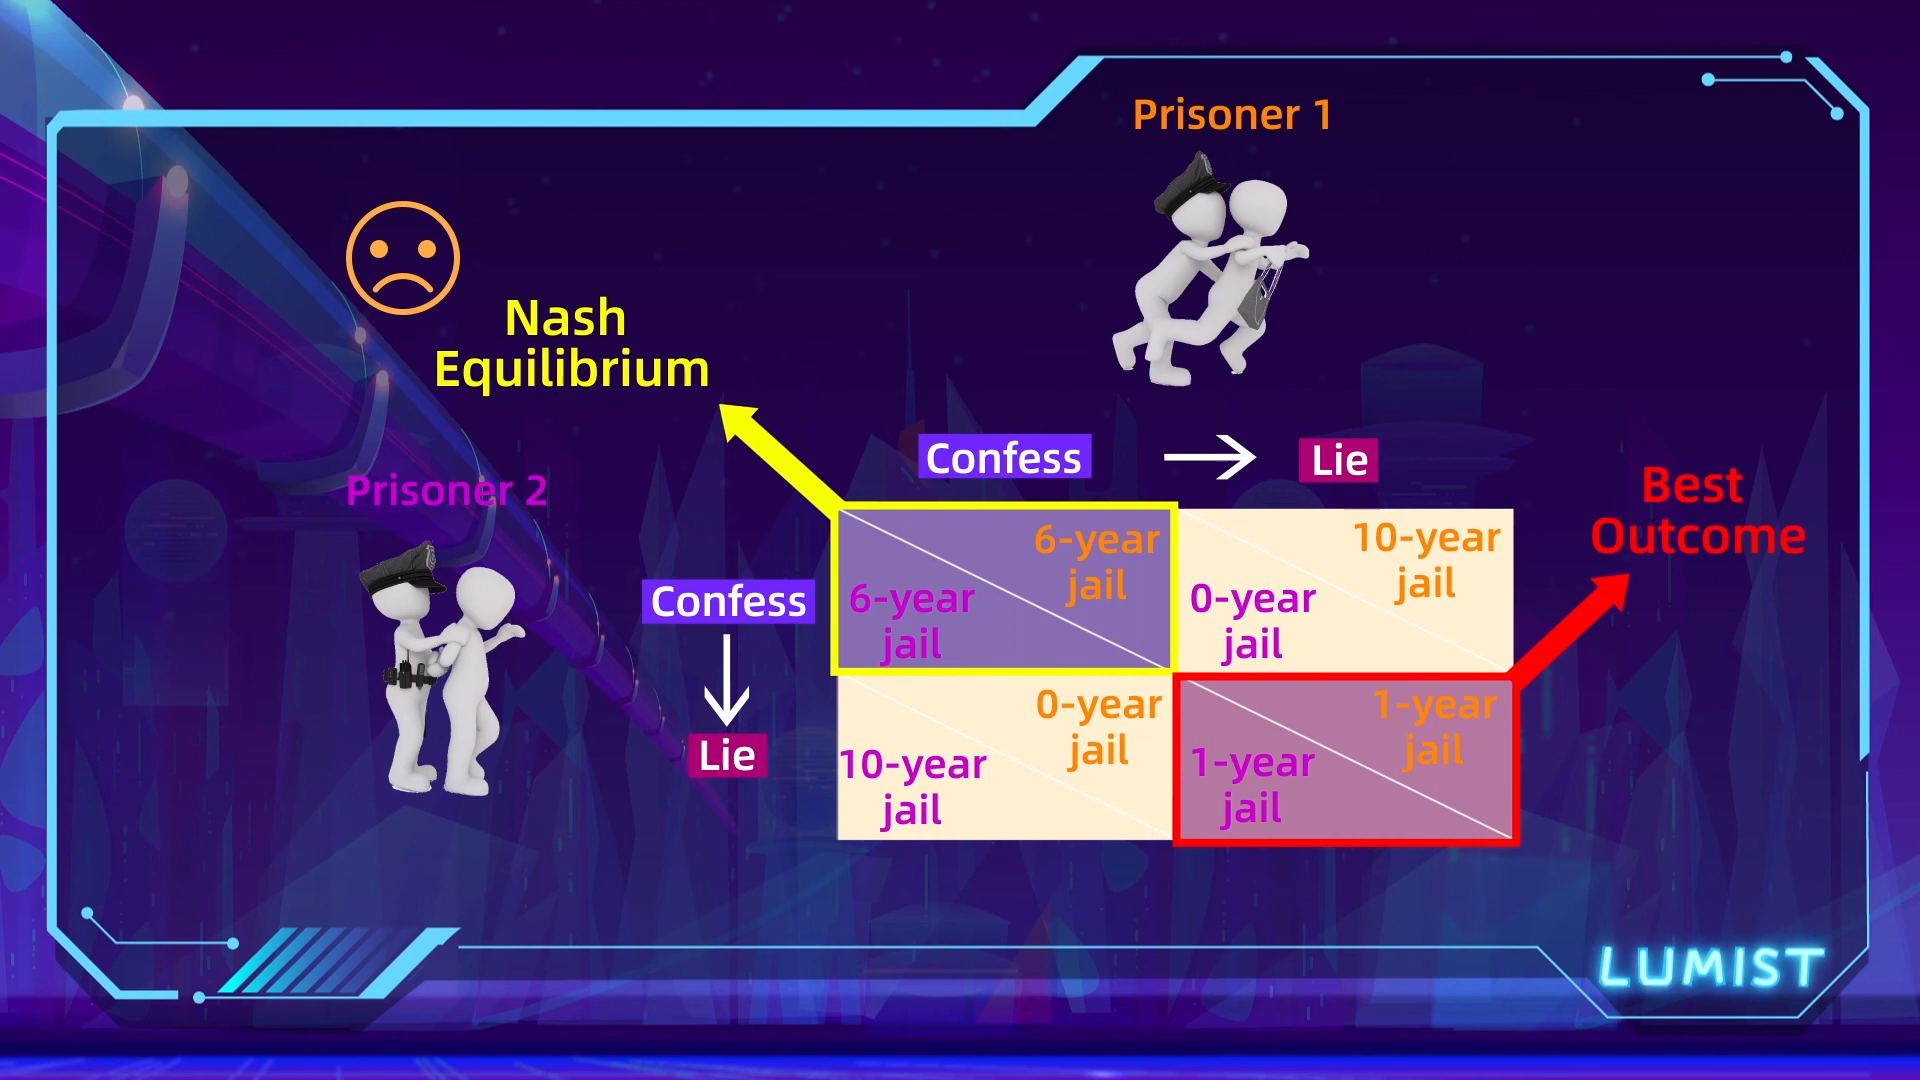 Prisoner 1
Nash
Equilibrium
Confess
Lie
Best
Outcome
Prisoner 2
6-year
jail
10-year
jail
Confess
6-year
jail
0-year
jail
0-year
jail
1-year
jail
Lie
10-year
jail
1-year
jail
LUMIST